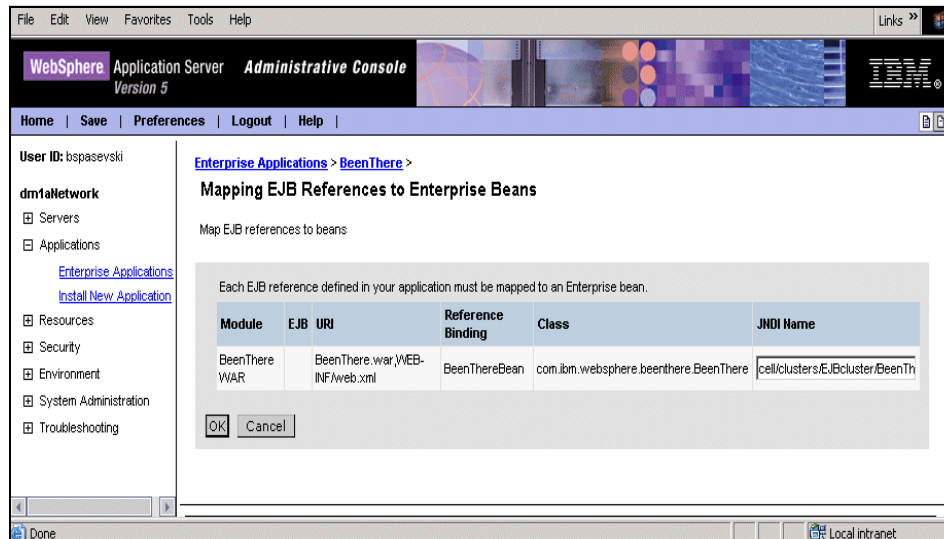 File Edit View Favorites Tools Help Links »
WebSphere Application Server Administrative Console
Version 5
IBM
Home | Save | Preferences | Logout | Help |
User ID: bspasevski
dm1aNetwork
Servers
Applications
Enterprise Applications
Install New Application
Resources
Security
Environment
System Administration
Troubleshooting
Enterprise Applications > BeenThere >
Mapping EJB References to Enterprise Beans
Map EJB references to beans
Each EJB reference defined in your application must be mapped to an Enterprise bean.
Module EJB URI Reference Binding Class JNDI Name
BeenThere WAR BeenThere.war,WEB-INF/web.xml BeenThereBean com.ibm.websphere.beenthere.BeenThere cell/clusters/EJBcluster/BeenTh
OK Cancel
Done Local intranet